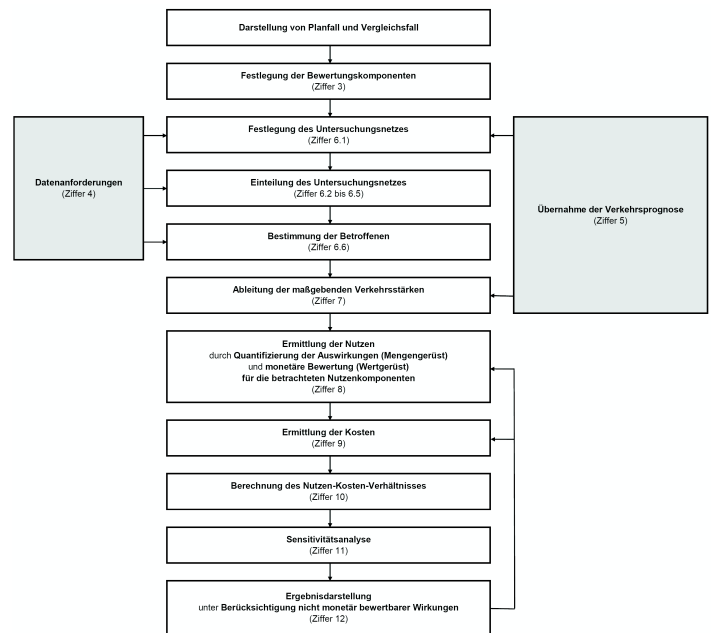 Darstellung von Planfall und Vergleichsfall
Festlegung der Bewertungskomponenten
(Ziffer 3)
Festlegung des Untersuchungsnetzes
(Ziffer 6.1)
Datenanforderungen
(Ziffer 4)
Einteilung des Untersuchungsnetzes
(Ziffer 6.2 bis 6.5)
Übernahme der Verkehrsprognose
(Ziffer 5)
Bestimmung der Betroffenen
(Ziffer 6.6)
Ableitung der maßgebenden Verkehrsstärken
(Ziffer 7)
Ermittlung der Nutzen
durch Quantifizierung der Auswirkungen (Mengengerüst)
und monetäre Bewertung (Wertgerüst)
für die betrachteten Nutzenkomponenten
(Ziffer 8)
Ermittlung der Kosten
(Ziffer 9)
Berechnung des Nutzen-Kosten-Verhältnisses
(Ziffer 10)
Sensitivitätsanalyse
(Ziffer 11)
Ergebnisdarstellung
unter Berücksichtigung nicht monetär bewertbarer Wirkungen
(Ziffer 12)